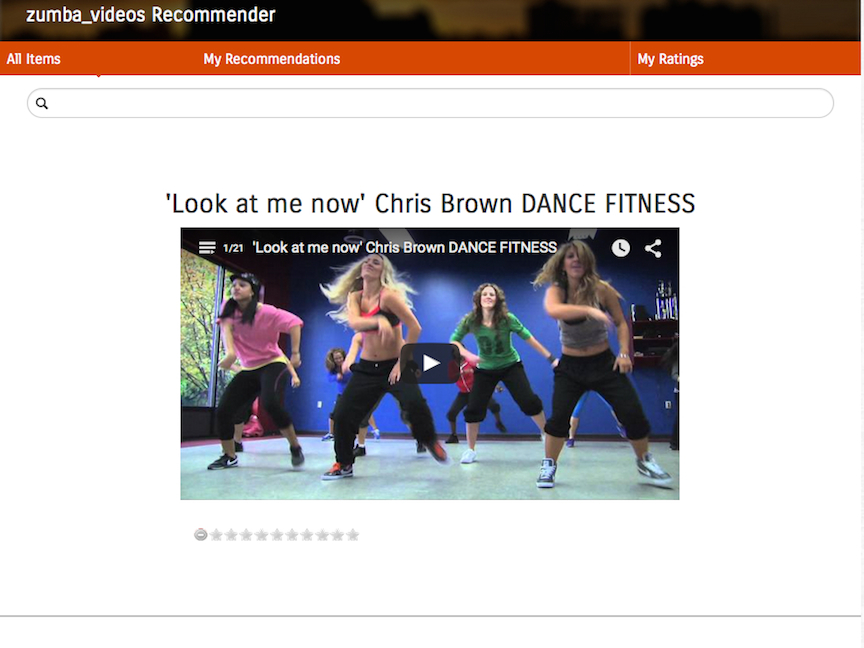 zumba_videos Recommender
All Items
My Recommendations
My Ratings
'Look at me now' Chris Brown DANCE FITNESS
1/21 'Look at me now' Chris Brown DANCE FITNESS